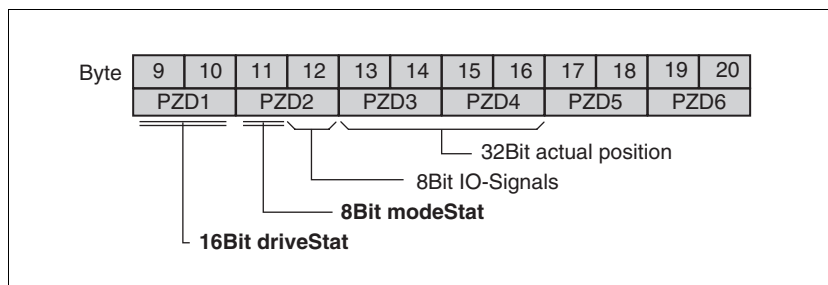 Byte 9 10 11 12 13 14 15 16 17 18 19 20
PZD1 PZD2 PZD3 PZD4 PZD5 PZD6
32Bit actual position
8Bit IO-Signals
8Bit modeStat
16Bit driveStat